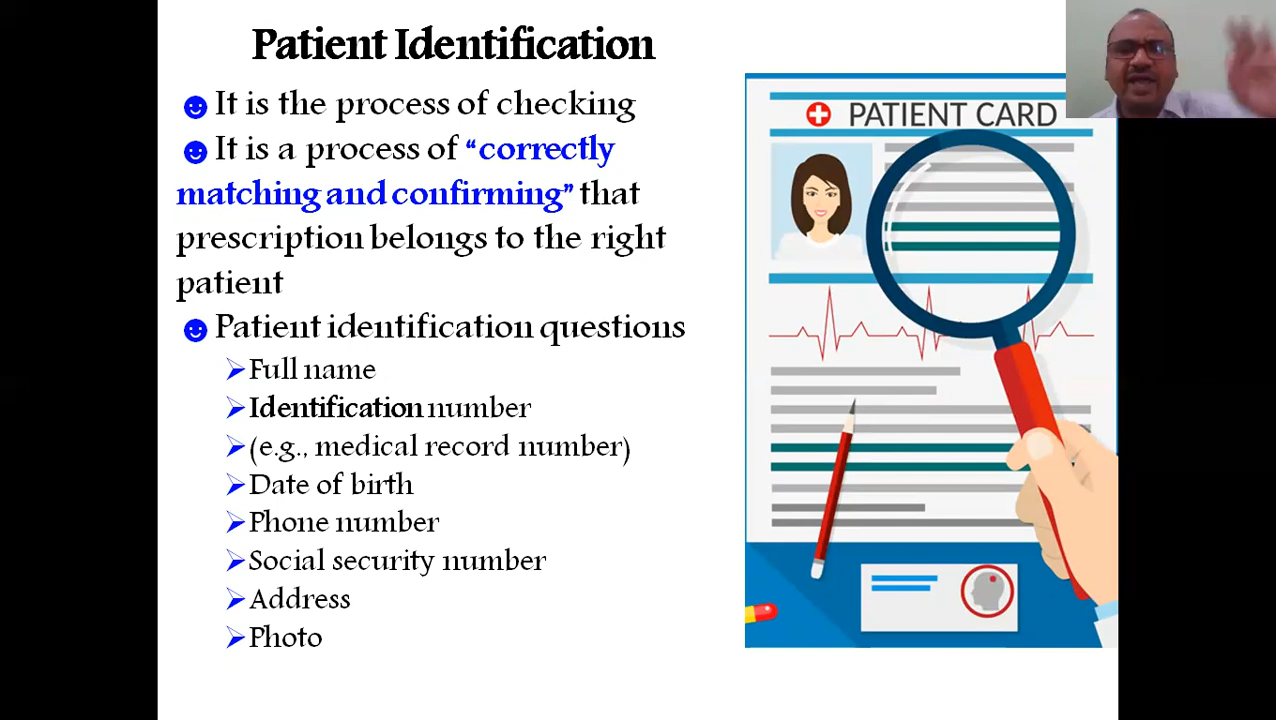 Patient Identification
It is the process of checking
It is a process of “correctly
matching and confirming” that
prescription belongs to the right
patient
Patient identification questions
Full name
Identification number
(e.g., medical record number)
Date of birth
Phone number
Social security number
Address
Photo
PATIENT CARD